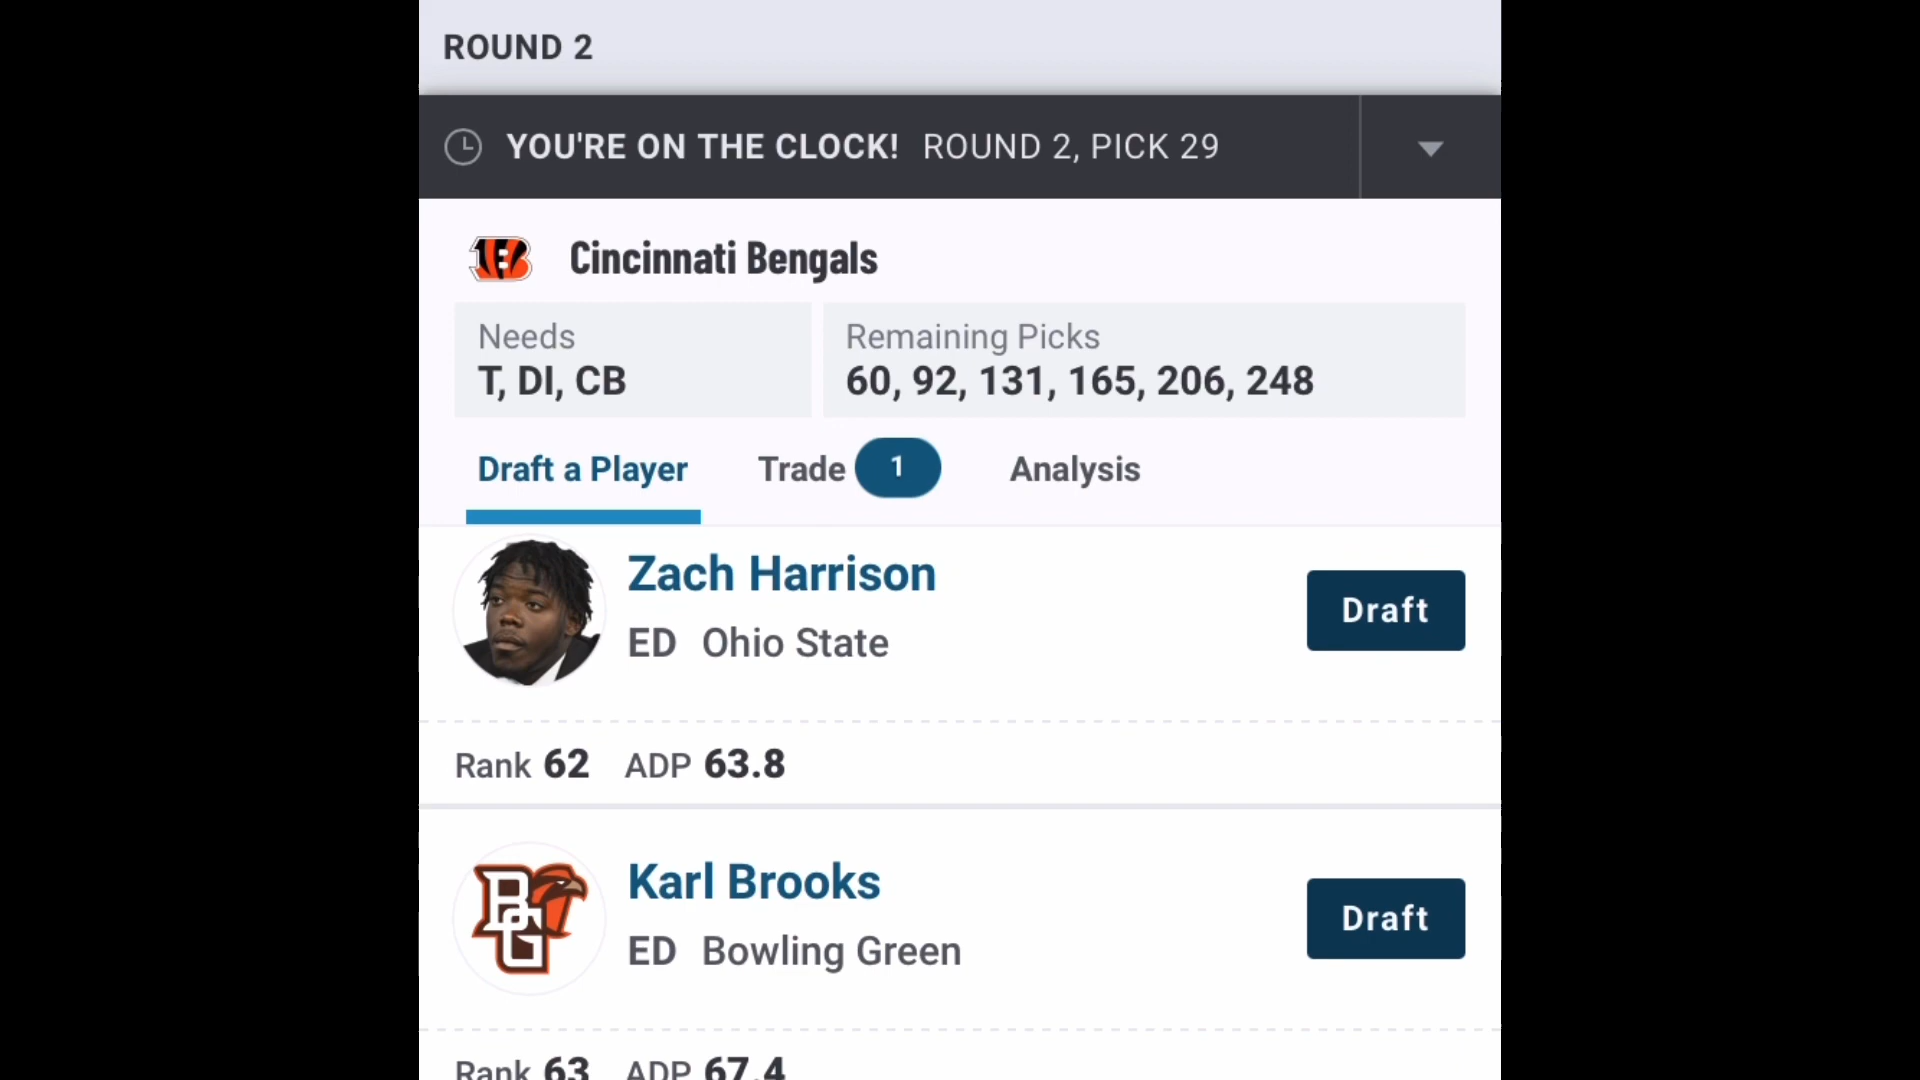 ROUND 2
YOU'RE ON THE CLOCK! ROUND 2, PICK 29
B
Cincinnati Bengals
Needs
T, DI, CB
Remaining Picks
60, 92, 131, 165, 206, 248
Draft a Player
Trade 1
Analysis
Zach Harrison
ED Ohio State
Draft
Rank 62 ADP 63.8
BG
Karl Brooks
ED Bowling Green
Draft
Rank 63 ADP 67.4